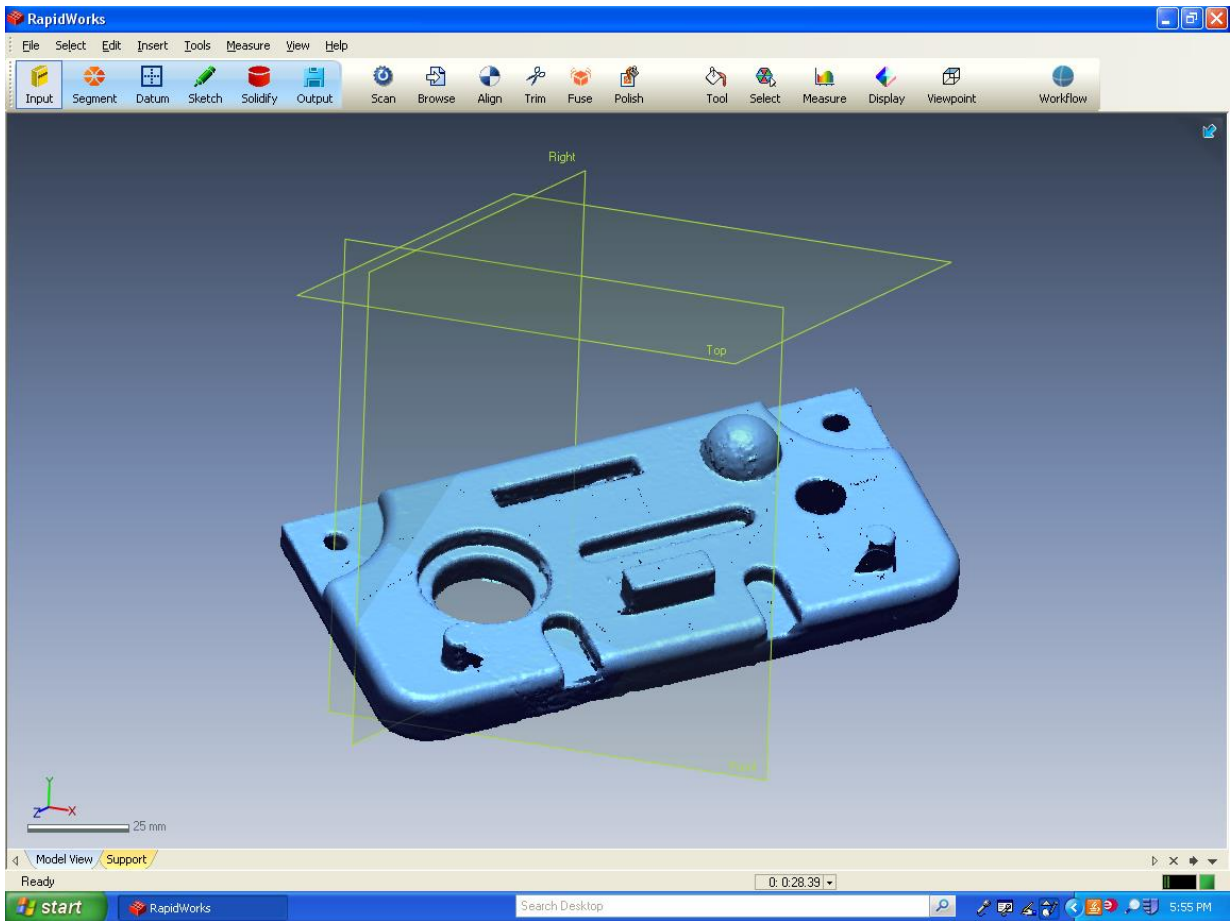 RapidWorks
File Select Edit Insert Tools Measure View Help
Input Segment Datum Sketch Solidify Output Scan Browse Align Trim Fuse Polish Tool Select Measure Display Viewpoint Workflow
Right
Top
Front
Y
Z X
25 mm
Model View Support
Ready 0: 0:28.39
start RapidWorks Search Desktop 5:55 PM